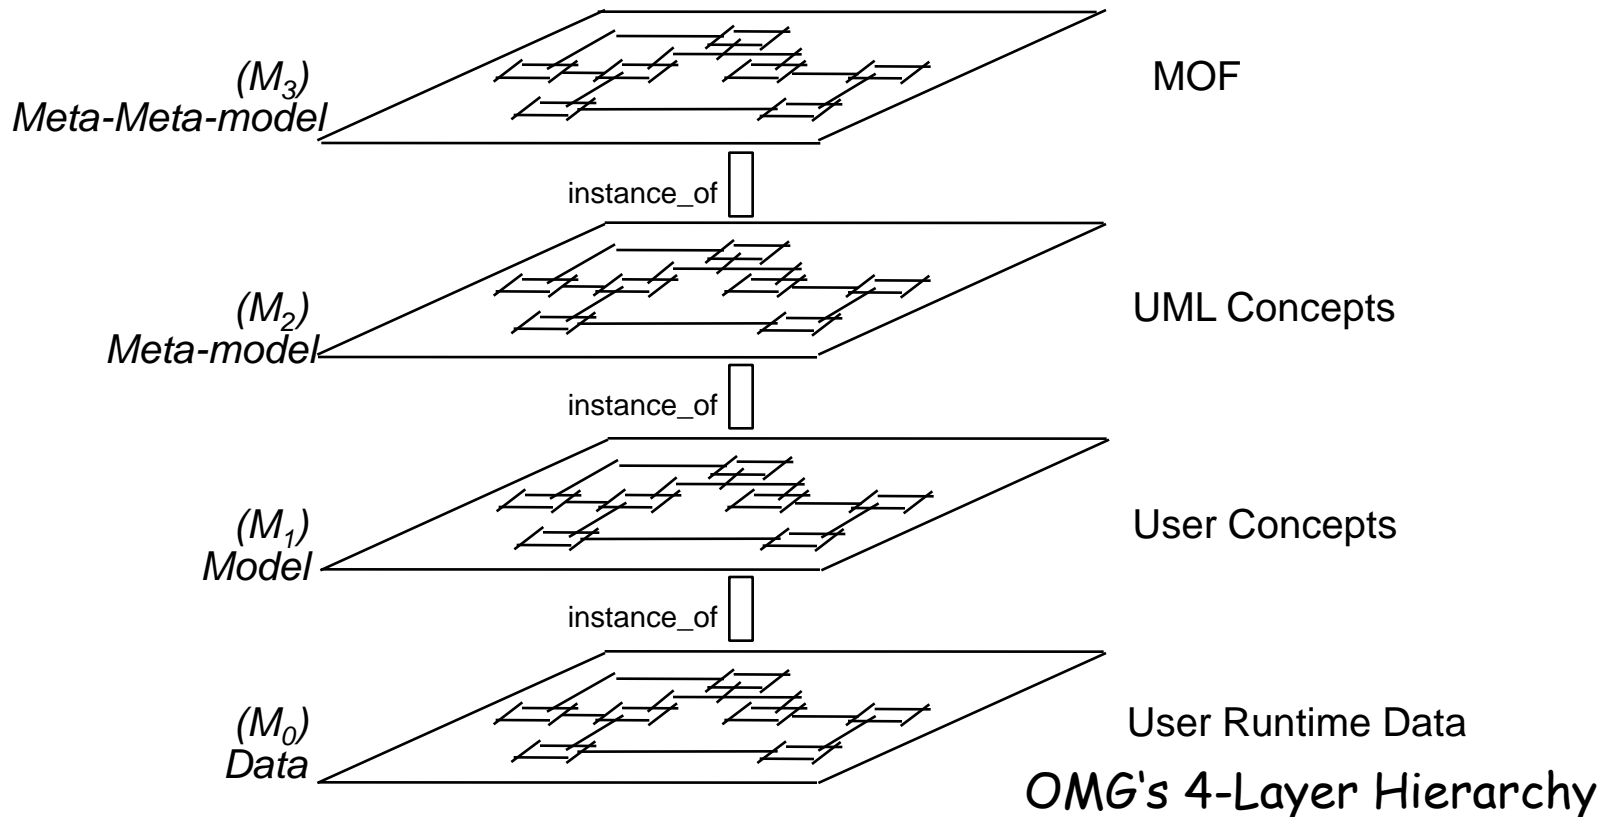 (M3)
Meta-Meta-model
MOF
instance_of
(M2)
Meta-model
UML Concepts
instance_of
(M1)
Model
User Concepts
instance_of
(M0)
Data
User Runtime Data
OMG's 4-Layer Hierarchy